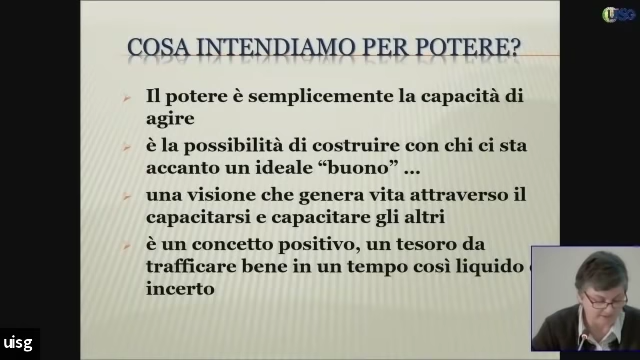 UISG
COSA INTENDIAMO PER POTERE?
Il potere è semplicemente la capacità di
agire
è la possibilità di costruire con chi ci sta
accanto un ideale “buono” ...
una visione che genera vita attraverso il
capacitarsi e capacitare gli altri
è un concetto positivo, un tesoro da
trafficare bene in un tempo così liquido
incerto
uisg